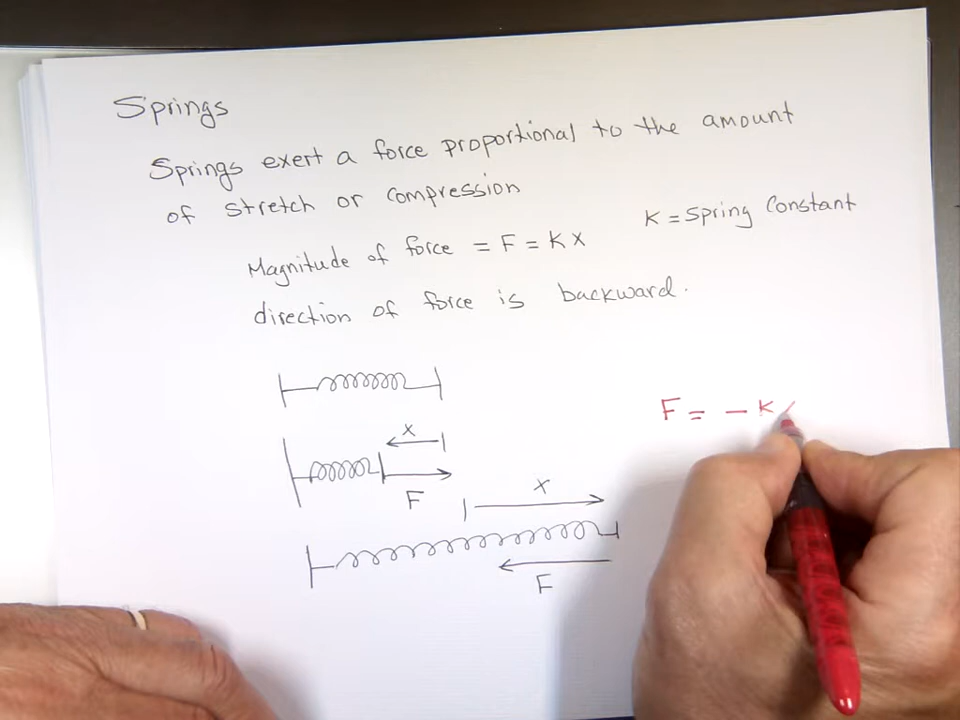 Springs
Springs exert a force proportional to the amount
of stretch or compression
Magnitude of force = F = Kx
K = Spring Constant
direction of force is backward.
x
F
x
F
F = - K